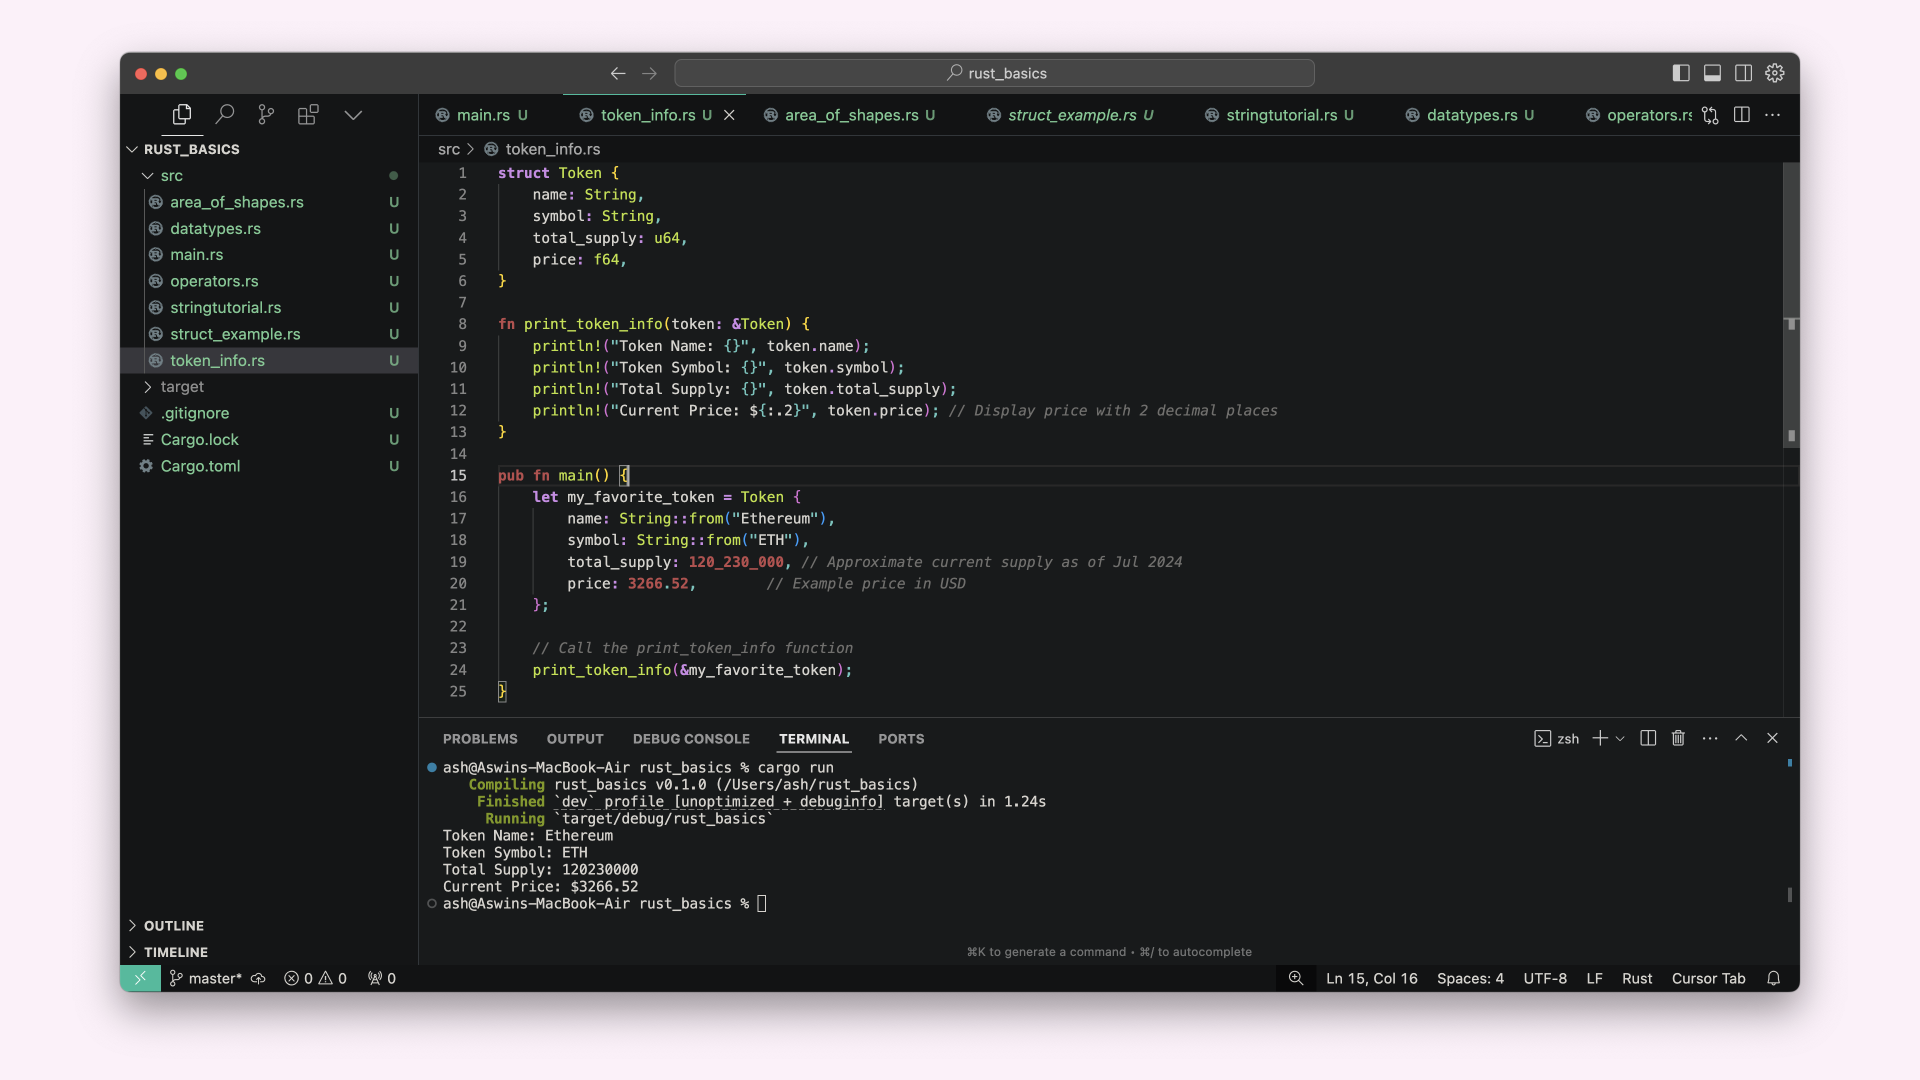 rust_basics
main.rs U
token_info.rs U
area_of_shapes.rs U
struct_example.rs U
stringtutorial.rs U
datatypes.rs U
operators.rs
RUST_BASICS
src
area_of_shapes.rs U
datatypes.rs U
main.rs U
operators.rs U
stringtutorial.rs U
struct_example.rs U
token_info.rs U
target
.gitignore U
Cargo.lock U
Cargo.toml U
OUTLINE
TIMELINE
src > token_info.rs
1 struct Token {
2     name: String,
3     symbol: String,
4     total_supply: u64,
5     price: f64,
6 }
7
8 fn print_token_info(token: &Token) {
9     println!("Token Name: {}", token.name);
10     println!("Token Symbol: {}", token.symbol);
11     println!("Total Supply: {}", token.total_supply);
12     println!("Current Price: ${:.2}", token.price); // Display price with 2 decimal places
13 }
14
15 pub fn main() {
16     let my_favorite_token = Token {
17         name: String::from("Ethereum"),
18         symbol: String::from("ETH"),
19         total_supply: 120_230_000, // Approximate current supply as of Jul 2024
20         price: 3266.52,        // Example price in USD
21     };
22
23     // Call the print_token_info function
24     print_token_info(&my_favorite_token);
25 }
PROBLEMS OUTPUT DEBUG CONSOLE TERMINAL PORTS
zsh
ash@Aswins-MacBook-Air rust_basics % cargo run
Compiling rust_basics v0.1.0 (/Users/ash/rust_basics)
Finished `dev` profile [unoptimized + debuginfo] target(s) in 1.24s
Running `target/debug/rust_basics`
Token Name: Ethereum
Token Symbol: ETH
Total Supply: 120230000
Current Price: $3266.52
ash@Aswins-MacBook-Air rust_basics %
⌘K to generate a command • ⌘/ to autocomplete
master* 0 0 0
Ln 15, Col 16 Spaces: 4 UTF-8 LF Rust Cursor Tab